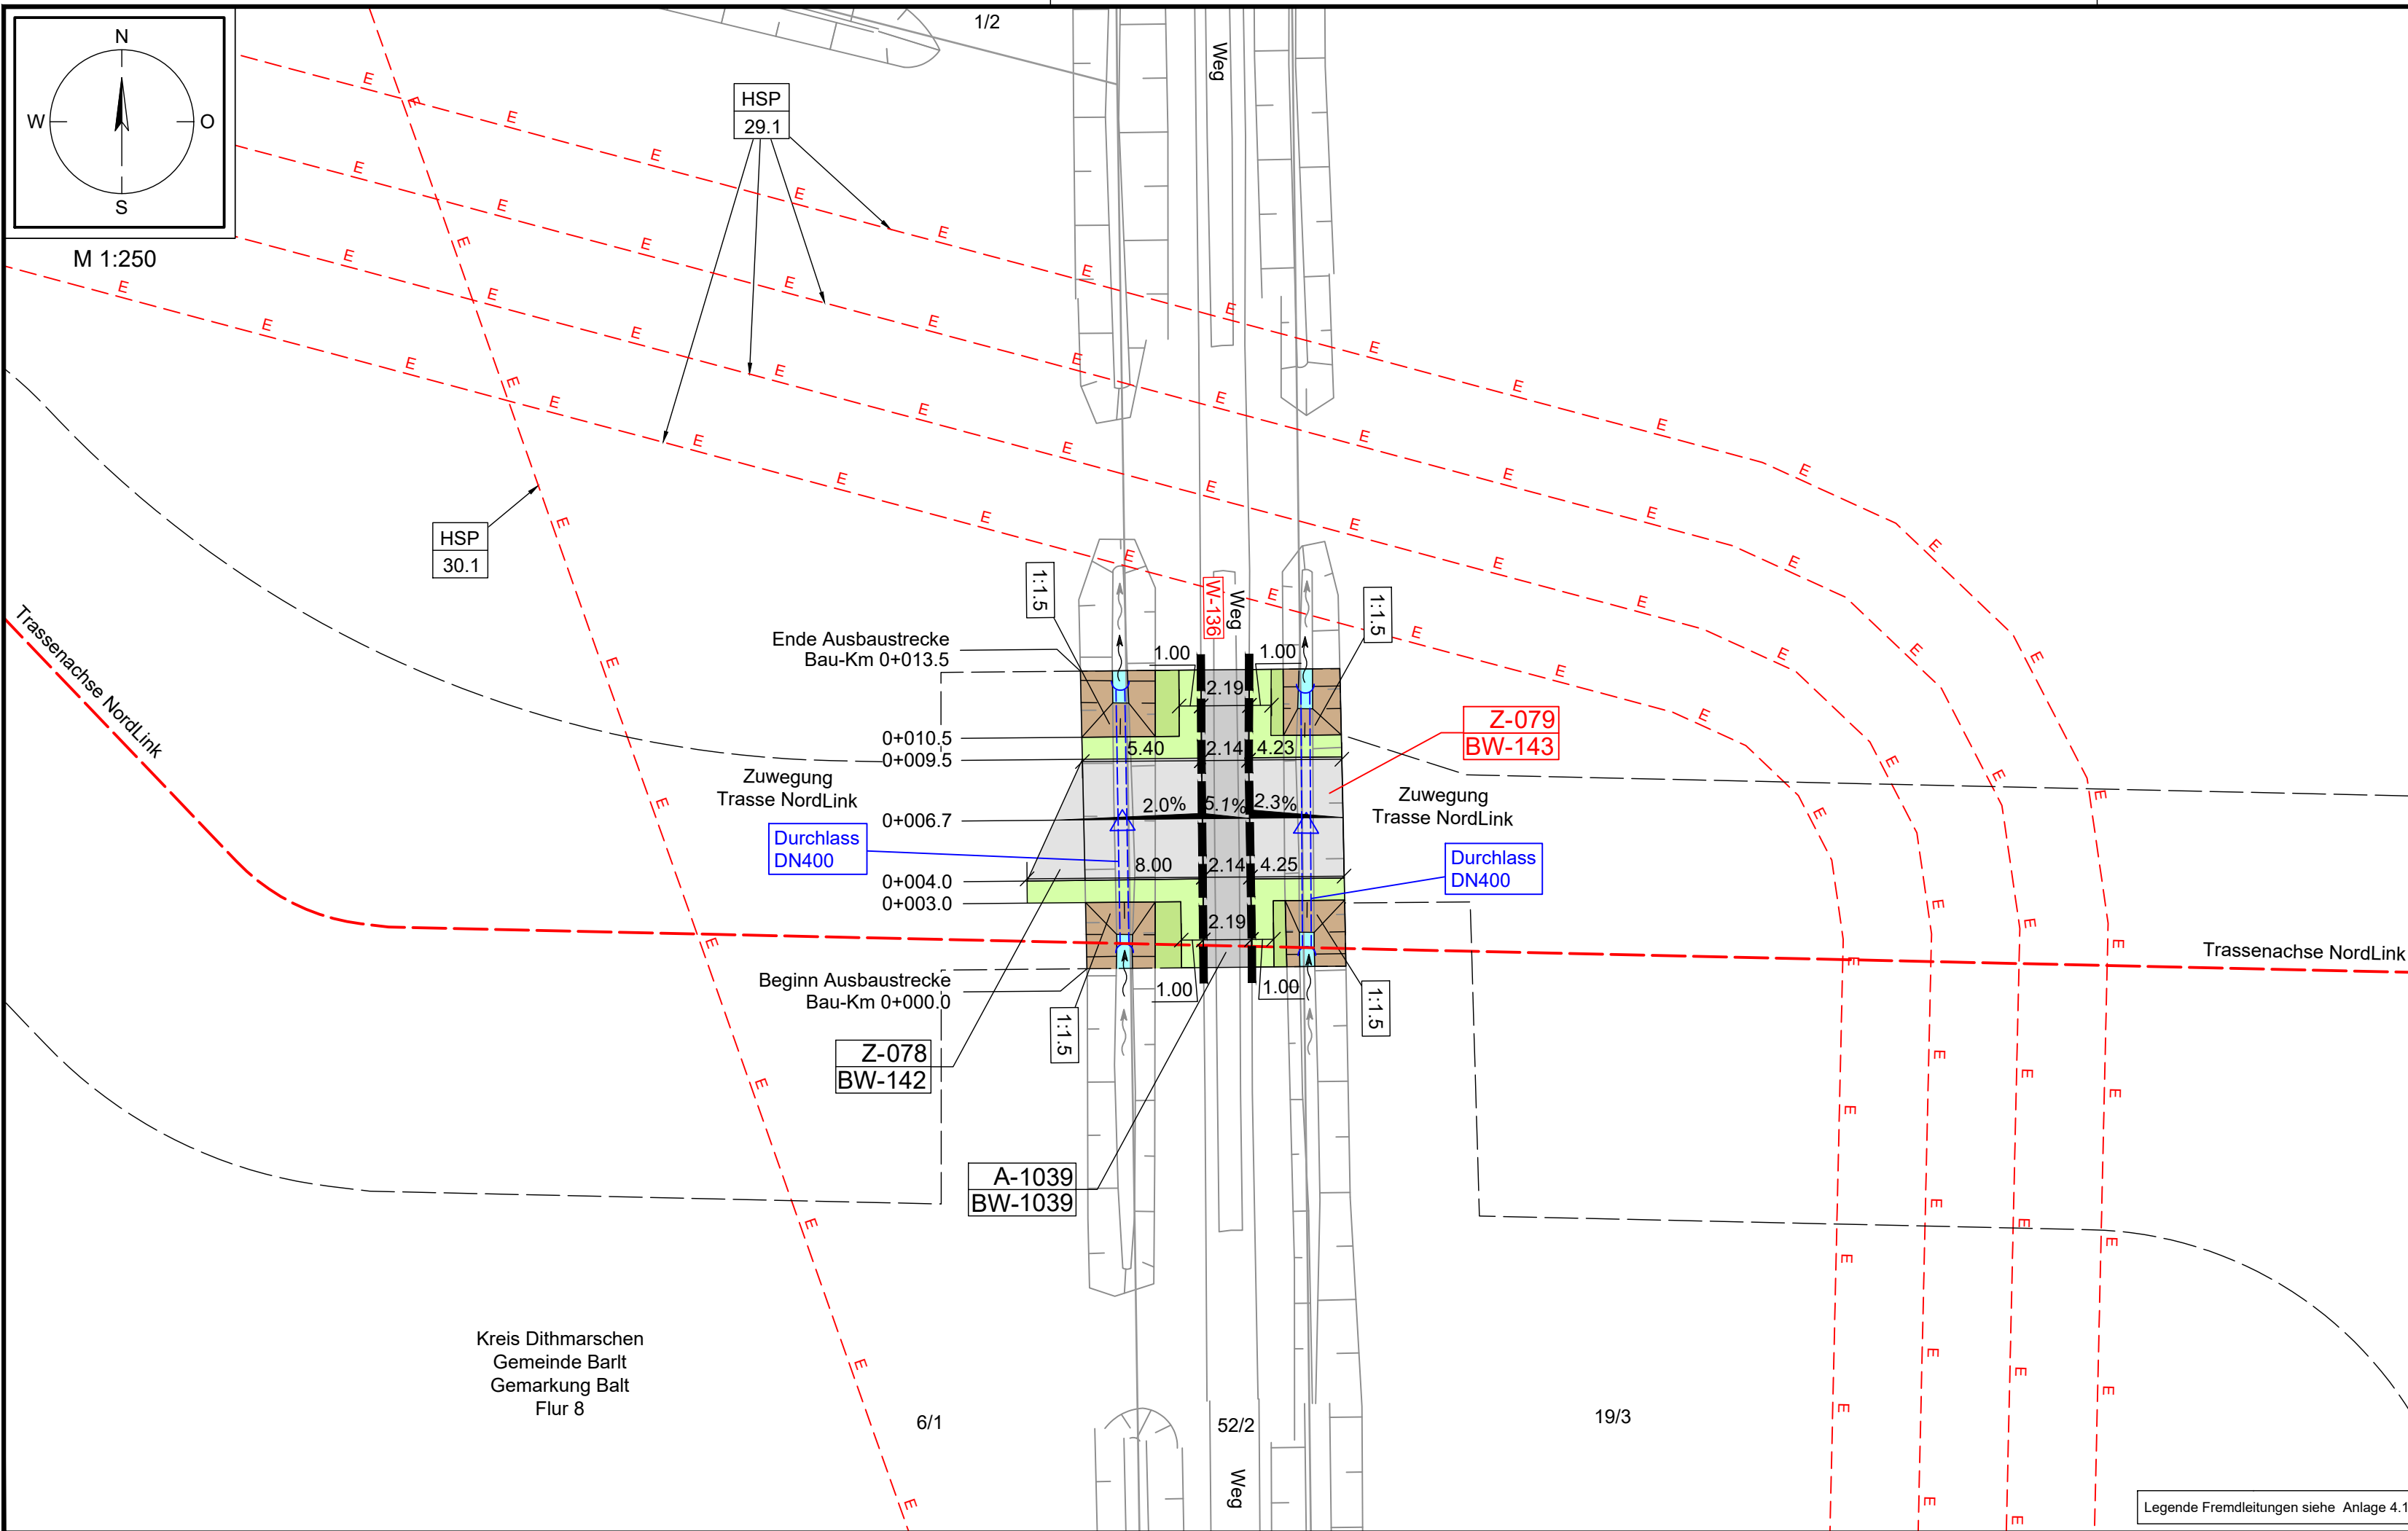 1/2
Weg
N
W
O
S
M 1:250
HSP
29.1
HSP
30.1
Trassenachse NordLink
1:1.5
W-136
Weg
1:1.5
Ende Ausbaustrecke
Bau-Km 0+013.5
1.00
1.00
2.19
0+010.5
0+009.5
5.40
2.14
4.23
Z-079
BW-143
Zuwegung
Trasse NordLink
Zuwegung
Trasse NordLink
2.0%
5.1%
2.3%
0+006.7
Durchlass
DN400
Durchlass
DN400
8.00
2.14
4.25
0+004.0
0+003.0
2.19
Trassenachse NordLink
Beginn Ausbaustrecke
Bau-Km 0+000.0
1.00
1.00
1:1.5
1:1.5
Z-078
BW-142
A-1039
BW-1039
Kreis Dithmarschen
Gemeinde Barlt
Gemarkung Balt
Flur 8
6/1
52/2
19/3
Weg
Legende Fremdleitungen siehe Anlage 4.1